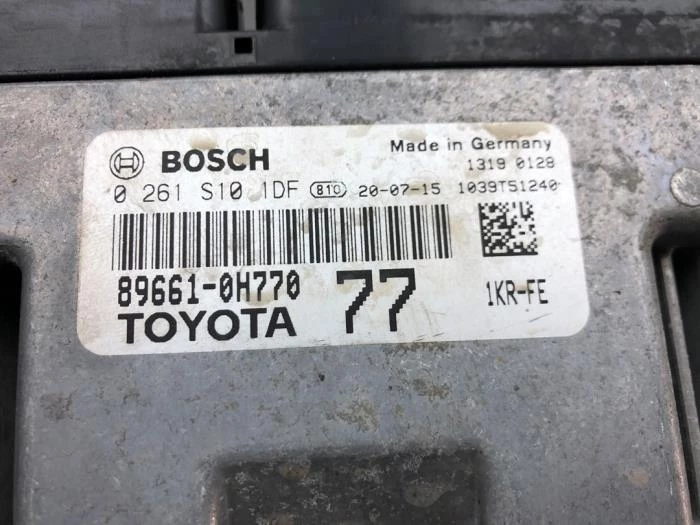 BOSCH Made in Germany
1319 0128
0 261 S10 1DF 20-07-15 1039T51240
89661-0H770 77 1KR-FE
TOYOTA